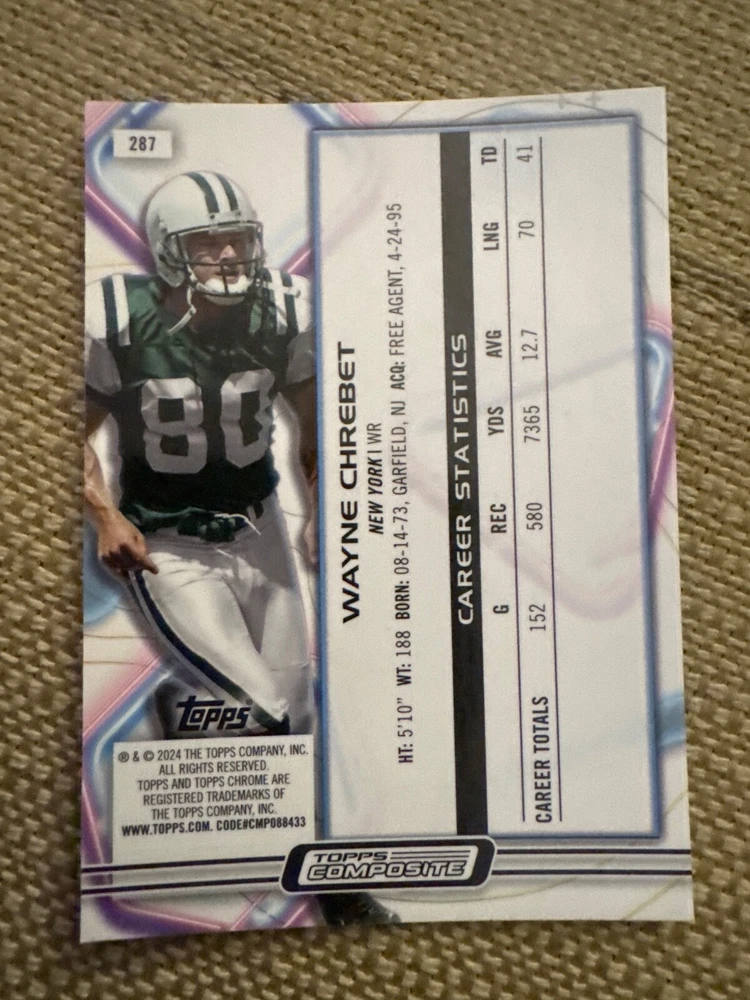 287
80
WAYNE CHREBET
NEW YORK | WR
HT: 5'10" WT: 188 BORN: 08-14-73, GARFIELD, NJ ACQ: FREE AGENT, 4-24-95
CAREER STATISTICS
G REC YDS AVG LNG TD
CAREER TOTALS 152 580 7365 12.7 70 41
TOPPS
® & © 2024 THE TOPPS COMPANY, INC.
ALL RIGHTS RESERVED.
TOPPS AND TOPPS CHROME ARE
REGISTERED TRADEMARKS OF
THE TOPPS COMPANY, INC.
WWW.TOPPS.COM. CODE#CMP088433
TOPPS
COMPOSITE